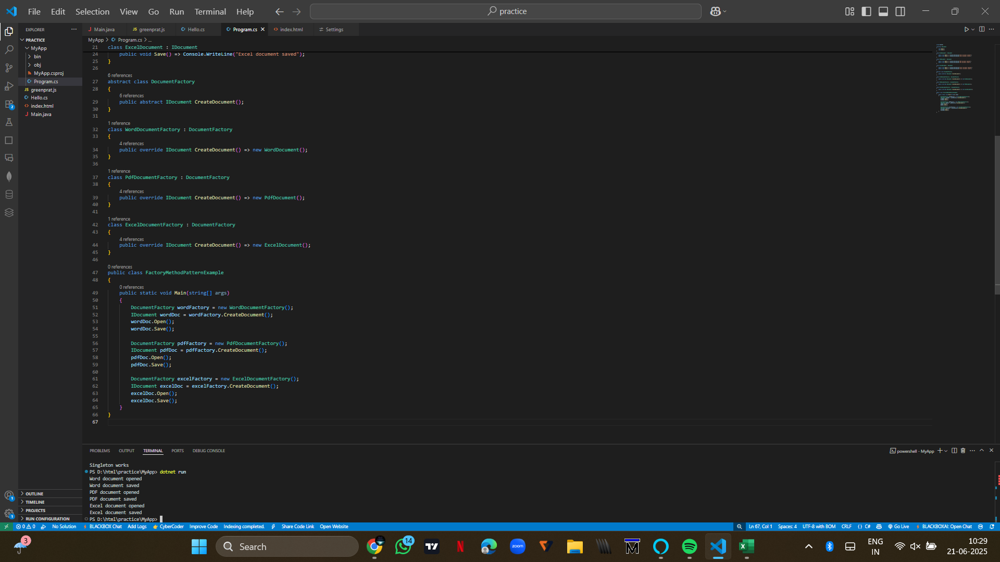 File Edit Selection View Go Run Terminal Help
practice
EXPLORER
Main.java
greenprat.js
Hello.cs
Program.cs
index.html
Settings
PRACTICE
MyApp
bin
obj
MyApp.csproj
Program.cs
greenprat.js
Hello.cs
index.html
Main.java
MyApp > Program.cs > ...
21 class ExcelDocument : IDocument
24 public void Save() => Console.WriteLine("Excel document saved");
25 }
26
6 references
27 abstract class DocumentFactory
28 {
6 references
29 public abstract IDocument CreateDocument();
30 }
31
1 reference
32 class WordDocumentFactory : DocumentFactory
33 {
4 references
34 public override IDocument CreateDocument() => new WordDocument();
35 }
36
1 reference
37 class PdfDocumentFactory : DocumentFactory
38 {
4 references
39 public override IDocument CreateDocument() => new PdfDocument();
40 }
41
1 reference
42 class ExcelDocumentFactory : DocumentFactory
43 {
4 references
44 public override IDocument CreateDocument() => new ExcelDocument();
45 }
46
0 references
47 public class FactoryMethodPatternExample
48 {
0 references
49 public static void Main(string[] args)
50 {
51 DocumentFactory wordFactory = new WordDocumentFactory();
52 IDocument wordDoc = wordFactory.CreateDocument();
53 wordDoc.Open();
54 wordDoc.Save();
55
56 DocumentFactory pdfFactory = new PdfDocumentFactory();
57 IDocument pdfDoc = pdfFactory.CreateDocument();
58 pdfDoc.Open();
59 pdfDoc.Save();
60
61 DocumentFactory excelFactory = new ExcelDocumentFactory();
62 IDocument excelDoc = excelFactory.CreateDocument();
63 excelDoc.Open();
64 excelDoc.Save();
65 }
66 }
67
PROBLEMS OUTPUT TERMINAL PORTS DEBUG CONSOLE
powershell - MyApp
Singleton works
PS D:\html\practice\MyApp> dotnet run
Word document opened
Word document saved
PDF document opened
PDF document saved
Excel document opened
Excel document saved
PS D:\html\practice\MyApp>
OUTLINE
TIMELINE
PROJECTS
RUN CONFIGURATION
0 0 No Solution BLACKBOX Chat Add Logs CyberCoder Improve Code Indexing completed. Share Code Link Open Website
Ln 67, Col 1 Spaces: 4 UTF-8 with BOM CRLF {} C# Go Live BLACKBOXAI: Open Chat
3
Search
14
zoom
ENG
IN
10:29
21-06-2025